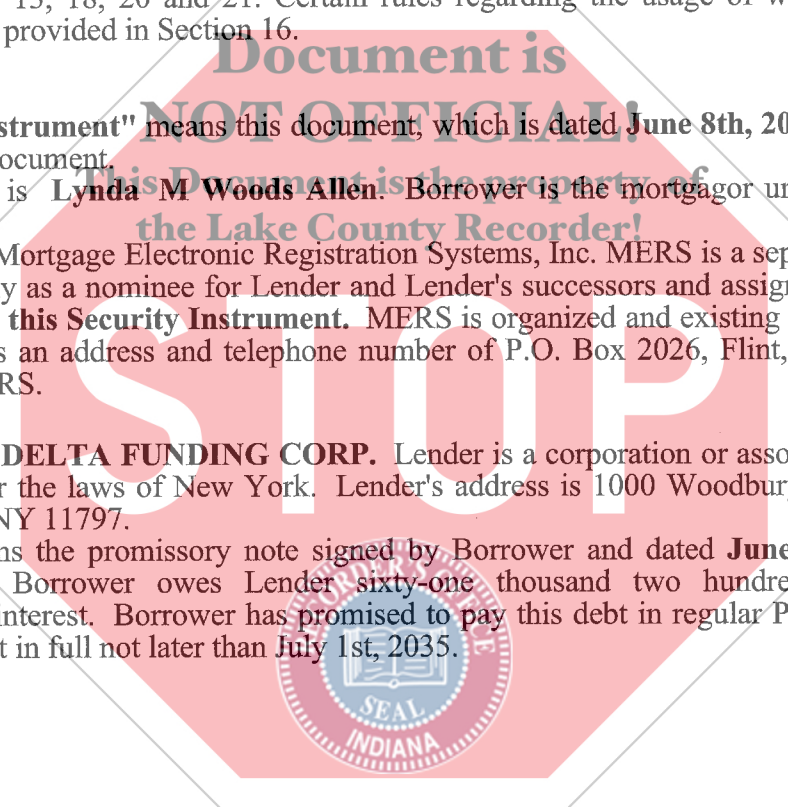 15, 18, 20 and 21. Certain rules regarding the usage of w
provided in Section 16.
Document is
NOT OFFICIAL!
strument" means this document, which is dated June 8th, 20
ocument.
This Document is the property of
is Lynda M Woods Allen. Borrower is the mortgagor un
the Lake County Recorder!
Mortgage Electronic Registration Systems, Inc. MERS is a sep
y as a nominee for Lender and Lender's successors and assign
this Security Instrument. MERS is organized and existing
s an address and telephone number of P.O. Box 2026, Flint,
RS.
STOP
DELTA FUNDING CORP. Lender is a corporation or asso
r the laws of New York. Lender's address is 1000 Woodbury
NY 11797.
ns the promissory note signed by Borrower and dated June
Borrower owes Lender sixty-one thousand two hundre
interest. Borrower has promised to pay this debt in regular P
t in full not later than July 1st, 2035.
RECORDER'S OFFICE
SEAL
INDIANA